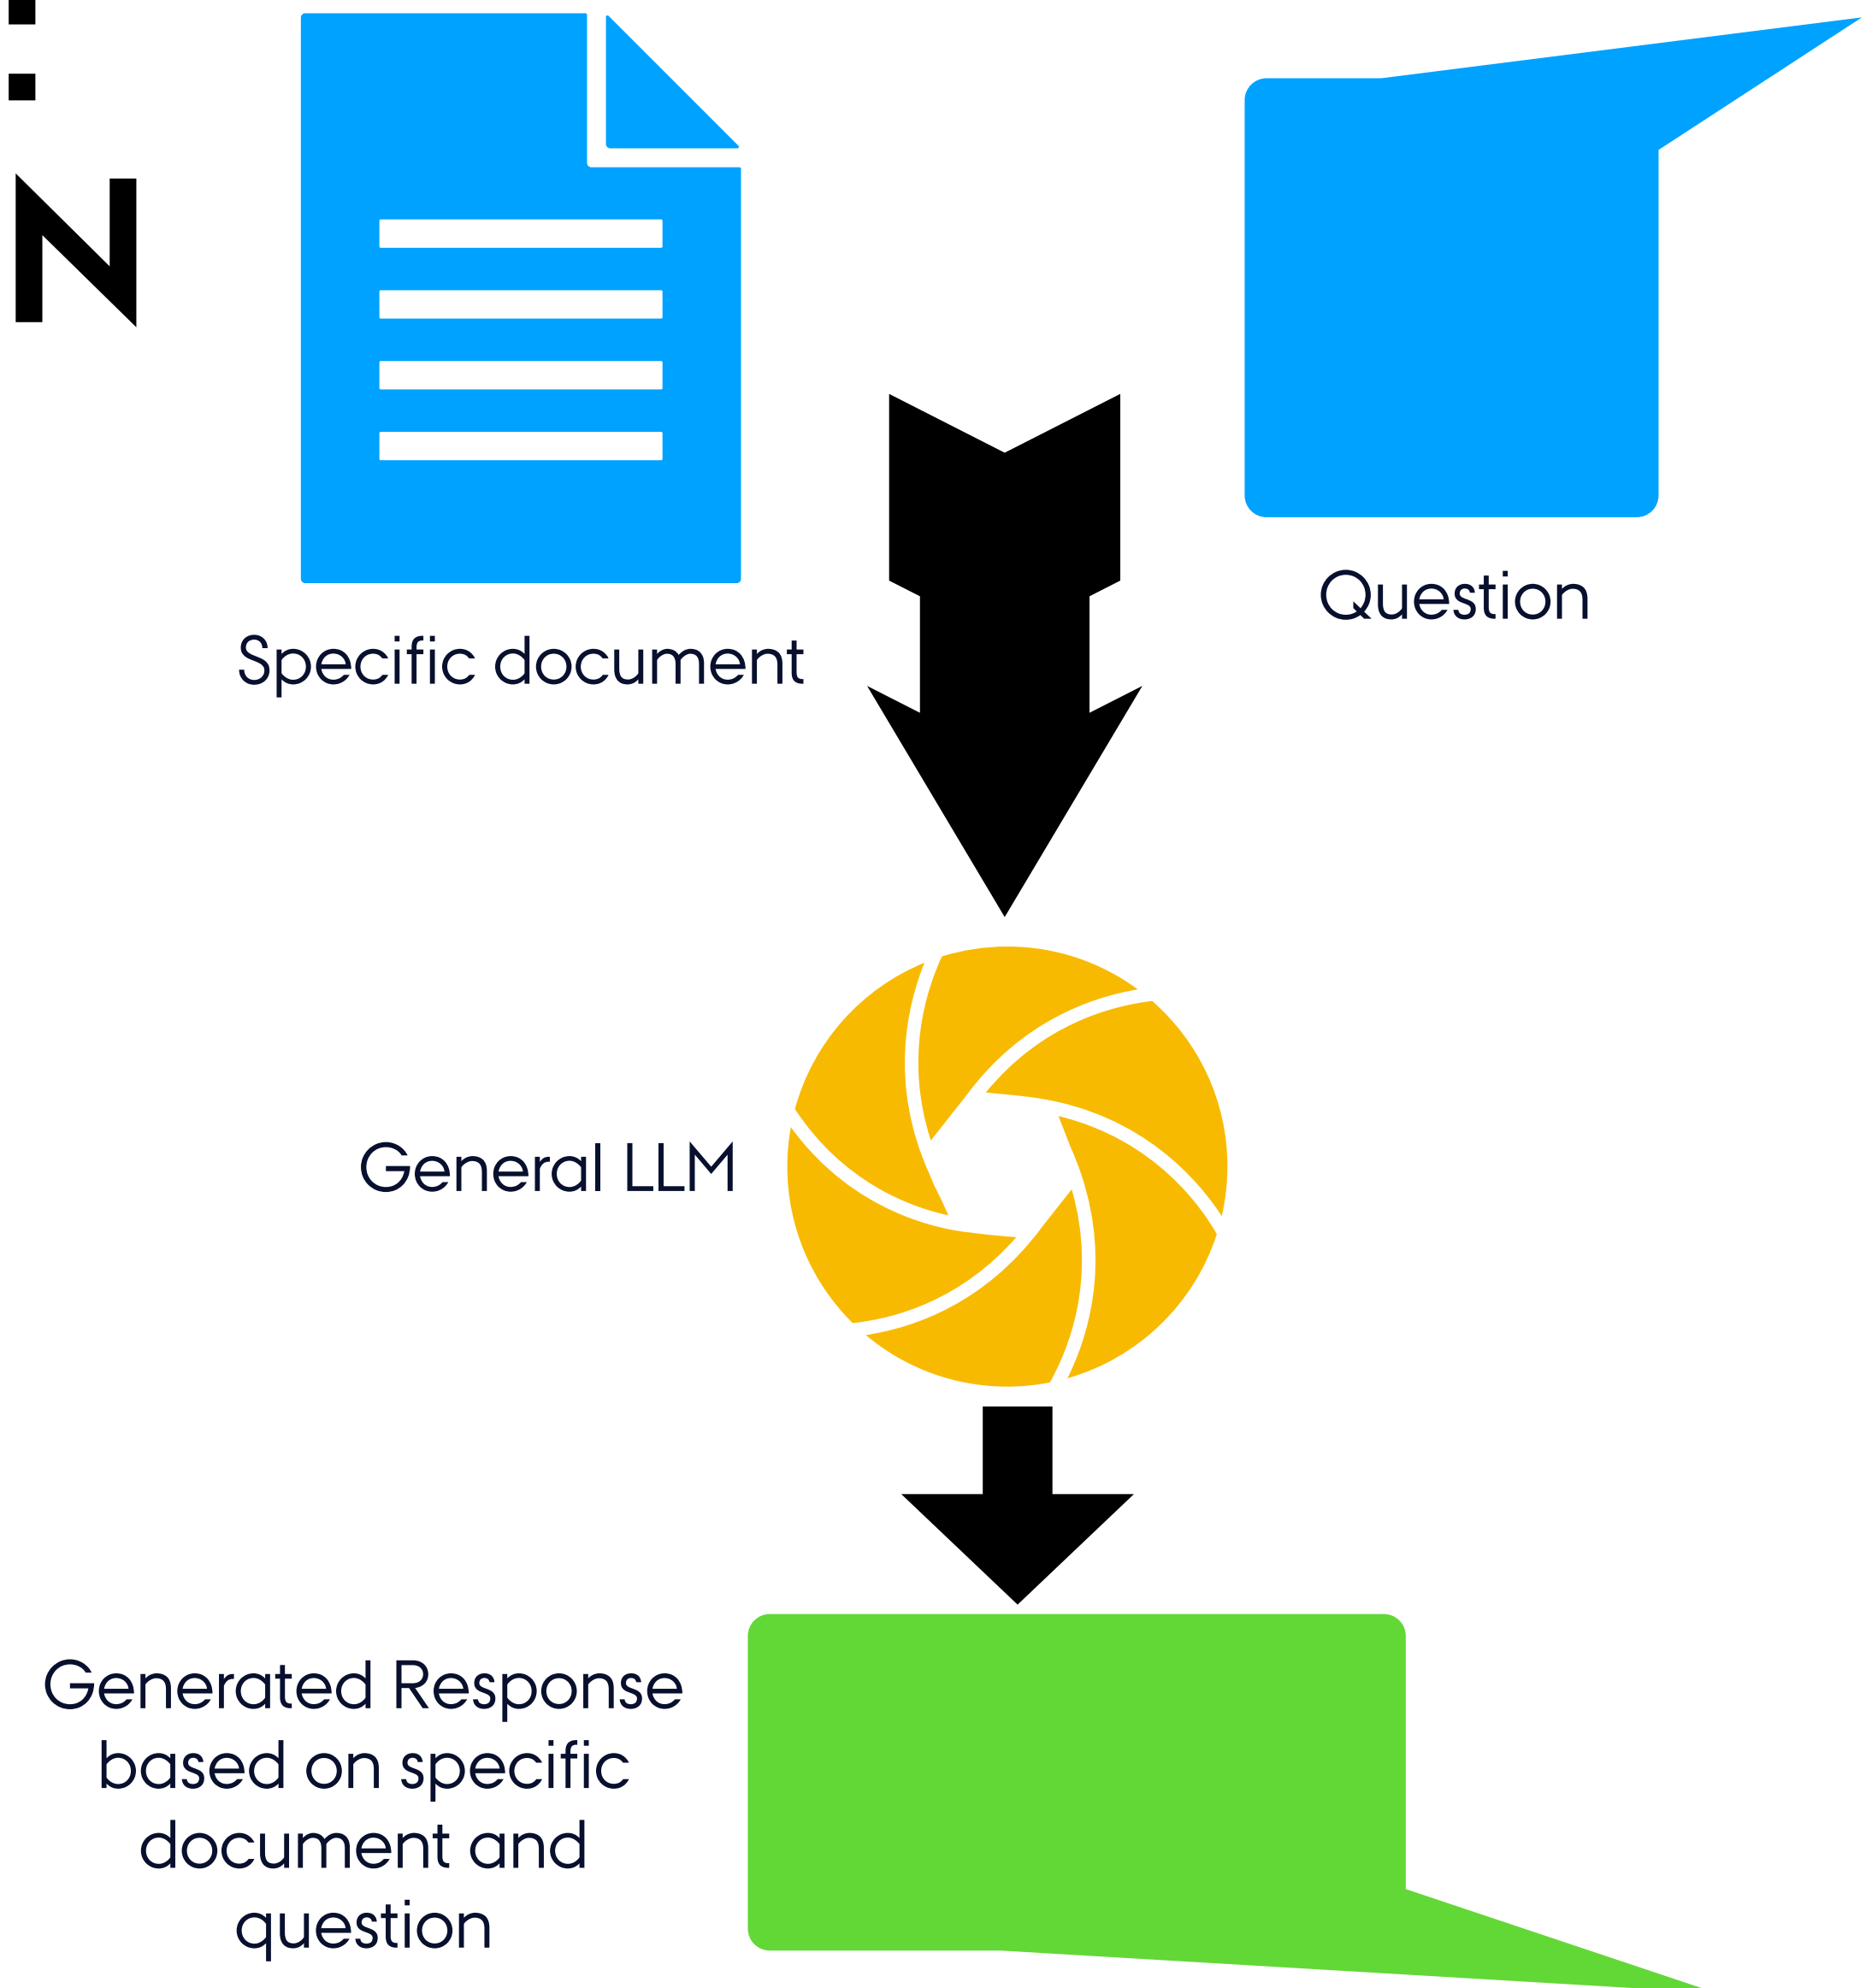 :
N
Specific document
Question
General LLM
Generated Response
based on specific
document and
question